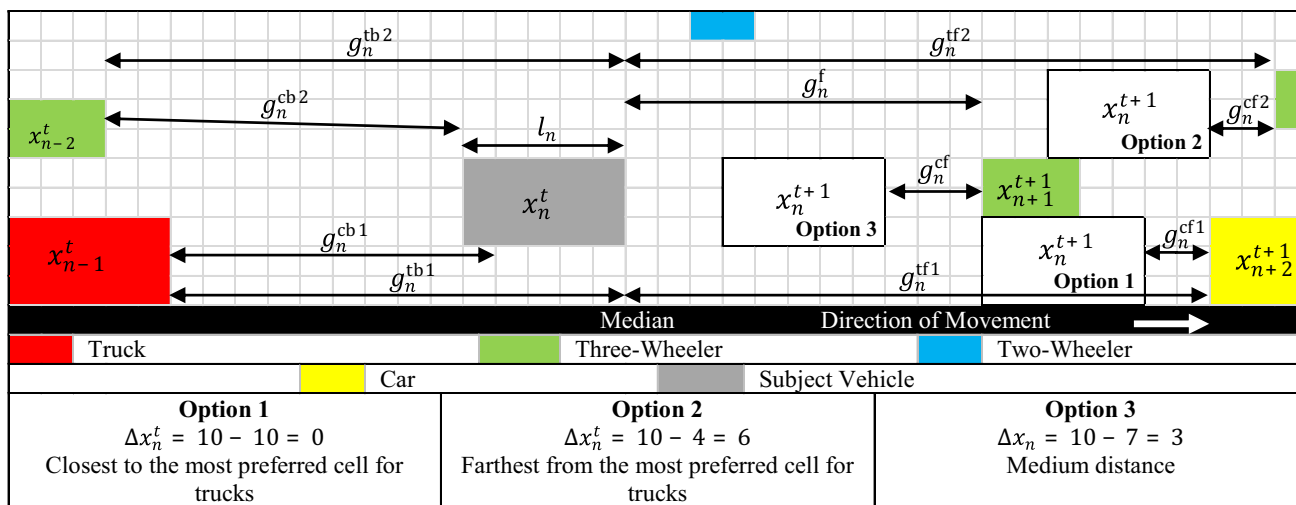 g_n^{tb2}
g_n^{tf2}
g_n^{cb2}
g_n^{f}
x_{n-2}^{t}
l_n
x_n^{t+1}
Option 2
g_n^{cf2}
x_n^{t}
x_n^{t+1}
Option 3
g_n^{cf}
x_{n+1}^{t+1}
x_{n-1}^{t}
g_n^{cb1}
g_n^{tb1}
x_n^{t+1}
Option 1
g_n^{cf1}
g_n^{tf1}
x_{n+2}^{t+1}
Median Direction of Movement
Truck Three-Wheeler Two-Wheeler
Car Subject Vehicle
Option 1
Δx_n^{t} = 10 − 10 = 0
Closest to the most preferred cell for
trucks
Option 2
Δx_n^{t} = 10 − 4 = 6
Farthest from the most preferred cell for
trucks
Option 3
Δx_n = 10 − 7 = 3
Medium distance